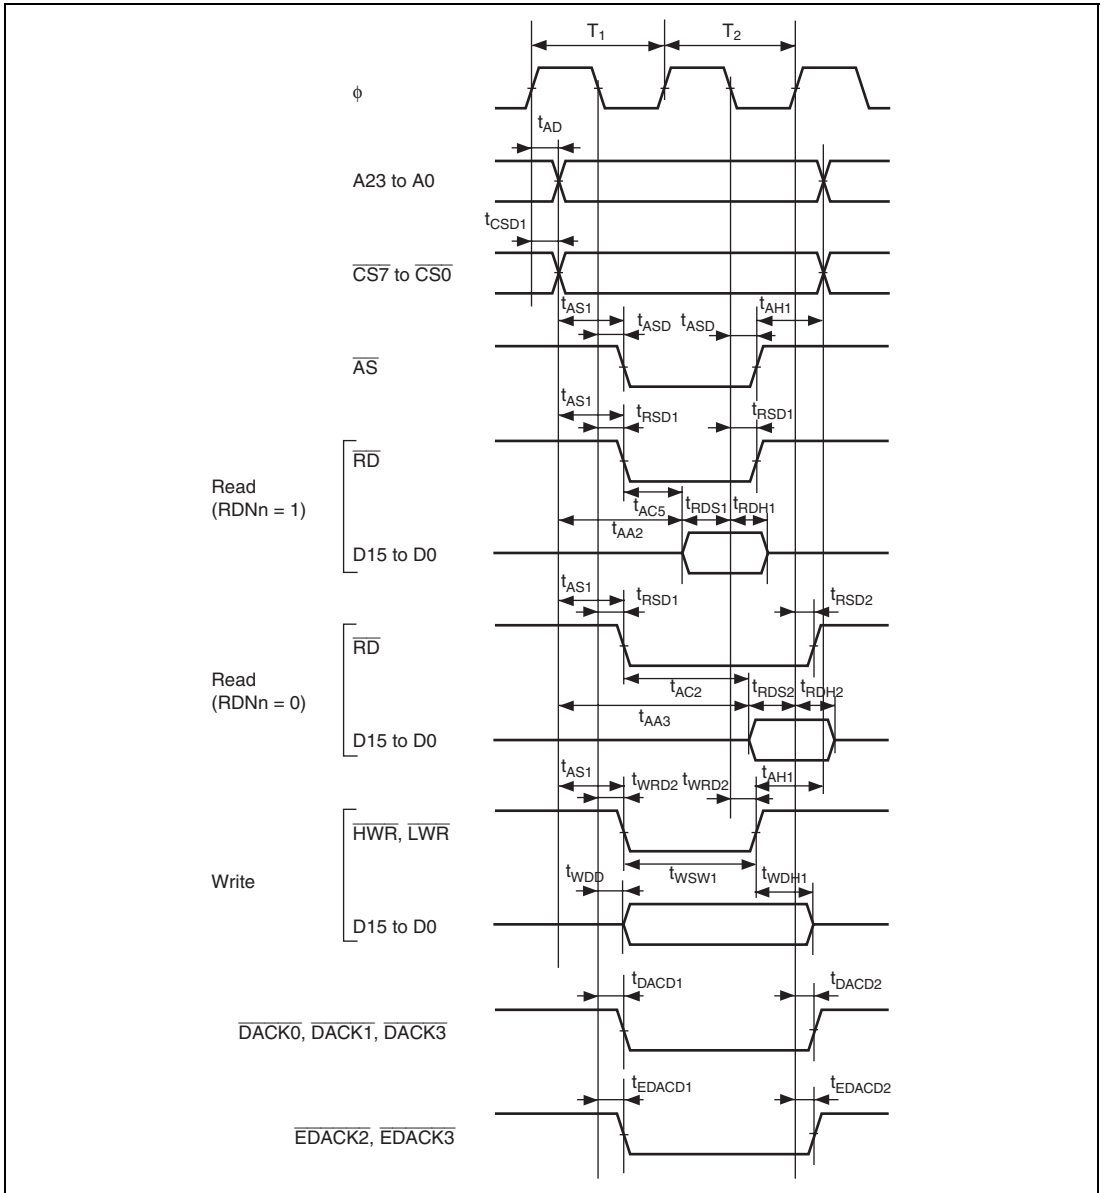 T1 T2
φ
tAD
A23 to A0
tCSD1
CS7 to CS0
tAS1 tASD tASD tAH1
AS
tAS1 tRSD1 tRSD1
RD
Read
(RDNn = 1)
tAC5 tRDS1 tRDH1
tAA2
D15 to D0
tAS1 tRSD1 tRSD2
RD
Read
(RDNn = 0)
tAC2 tRDS2 tRDH2
tAA3
D15 to D0
tAS1 tWRD2 tWRD2 tAH1
HWR, LWR
Write
tWDD tWSW1 tWDH1
D15 to D0
tDACD1 tDACD2
DACK0, DACK1, DACK3
tEDACD1 tEDACD2
EDACK2, EDACK3